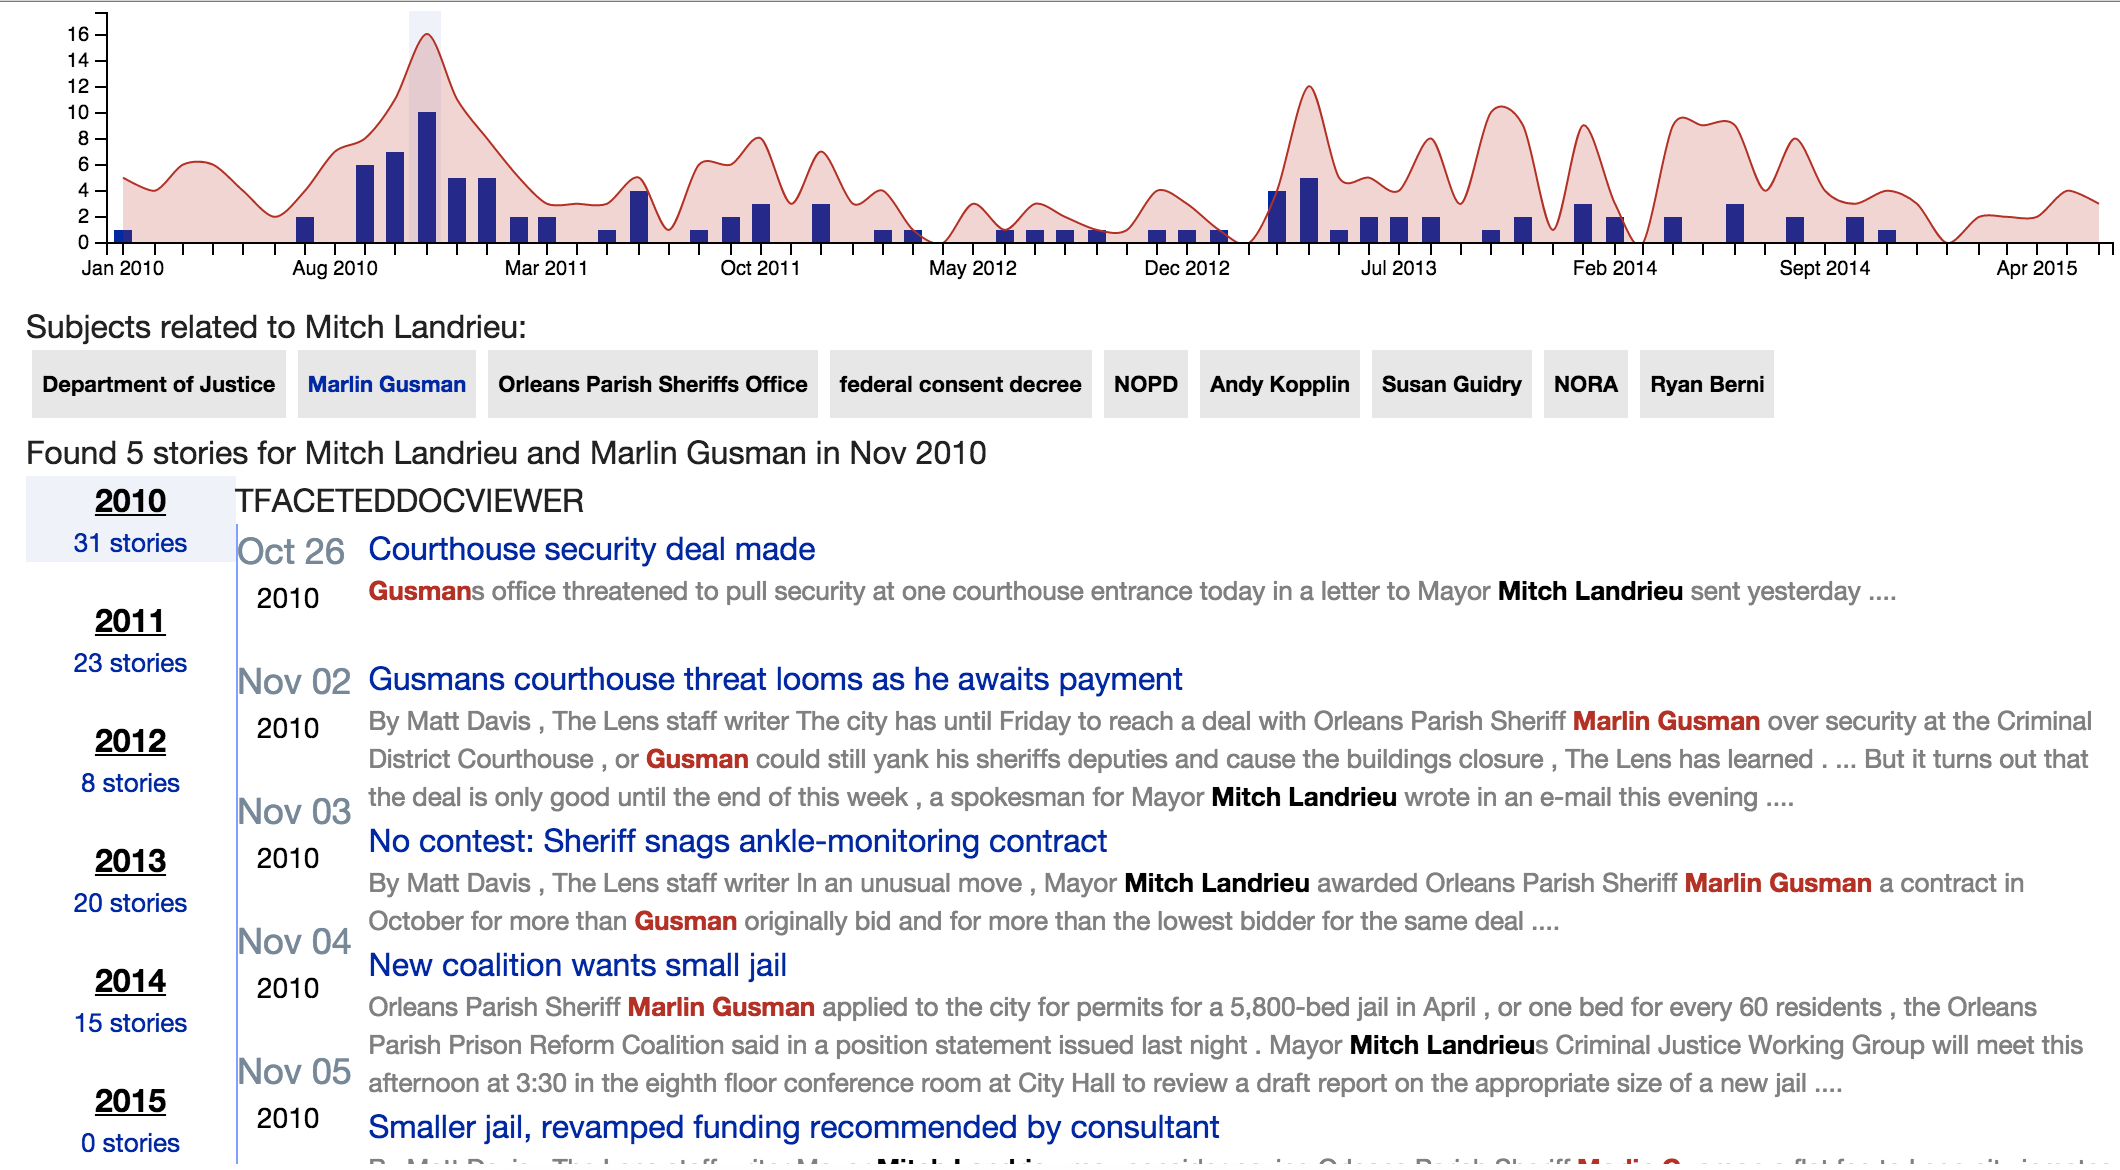 16
14
12
10
8
6
4
2
0
Jan 2010 Aug 2010 Mar 2011 Oct 2011 May 2012 Dec 2012 Jul 2013 Feb 2014 Sept 2014 Apr 2015
Subjects related to Mitch Landrieu:
Department of Justice Marlin Gusman Orleans Parish Sheriffs Office federal consent decree NOPD Andy Kopplin Susan Guidry NORA Ryan Berni
Found 5 stories for Mitch Landrieu and Marlin Gusman in Nov 2010
2010
31 stories
2011
23 stories
2012
8 stories
2013
20 stories
2014
15 stories
2015
0 stories
TFACETEDDOCVIEWER
Oct 26
2010
Courthouse security deal made
Gusmans office threatened to pull security at one courthouse entrance today in a letter to Mayor Mitch Landrieu sent yesterday ....
Nov 02
2010
Gusmans courthouse threat looms as he awaits payment
By Matt Davis , The Lens staff writer The city has until Friday to reach a deal with Orleans Parish Sheriff Marlin Gusman over security at the Criminal
District Courthouse , or Gusman could still yank his sheriffs deputies and cause the buildings closure , The Lens has learned . ... But it turns out that
the deal is only good until the end of this week , a spokesman for Mayor Mitch Landrieu wrote in an e-mail this evening ....
Nov 03
2010
No contest: Sheriff snags ankle-monitoring contract
By Matt Davis , The Lens staff writer In an unusual move , Mayor Mitch Landrieu awarded Orleans Parish Sheriff Marlin Gusman a contract in
October for more than Gusman originally bid and for more than the lowest bidder for the same deal ....
Nov 04
2010
New coalition wants small jail
Orleans Parish Sheriff Marlin Gusman applied to the city for permits for a 5,800-bed jail in April , or one bed for every 60 residents , the Orleans
Parish Prison Reform Coalition said in a position statement issued last night . Mayor Mitch Landrieus Criminal Justice Working Group will meet this
afternoon at 3:30 in the eighth floor conference room at City Hall to review a draft report on the appropriate size of a new jail ....
Nov 05
2010
Smaller jail, revamped funding recommended by consultant